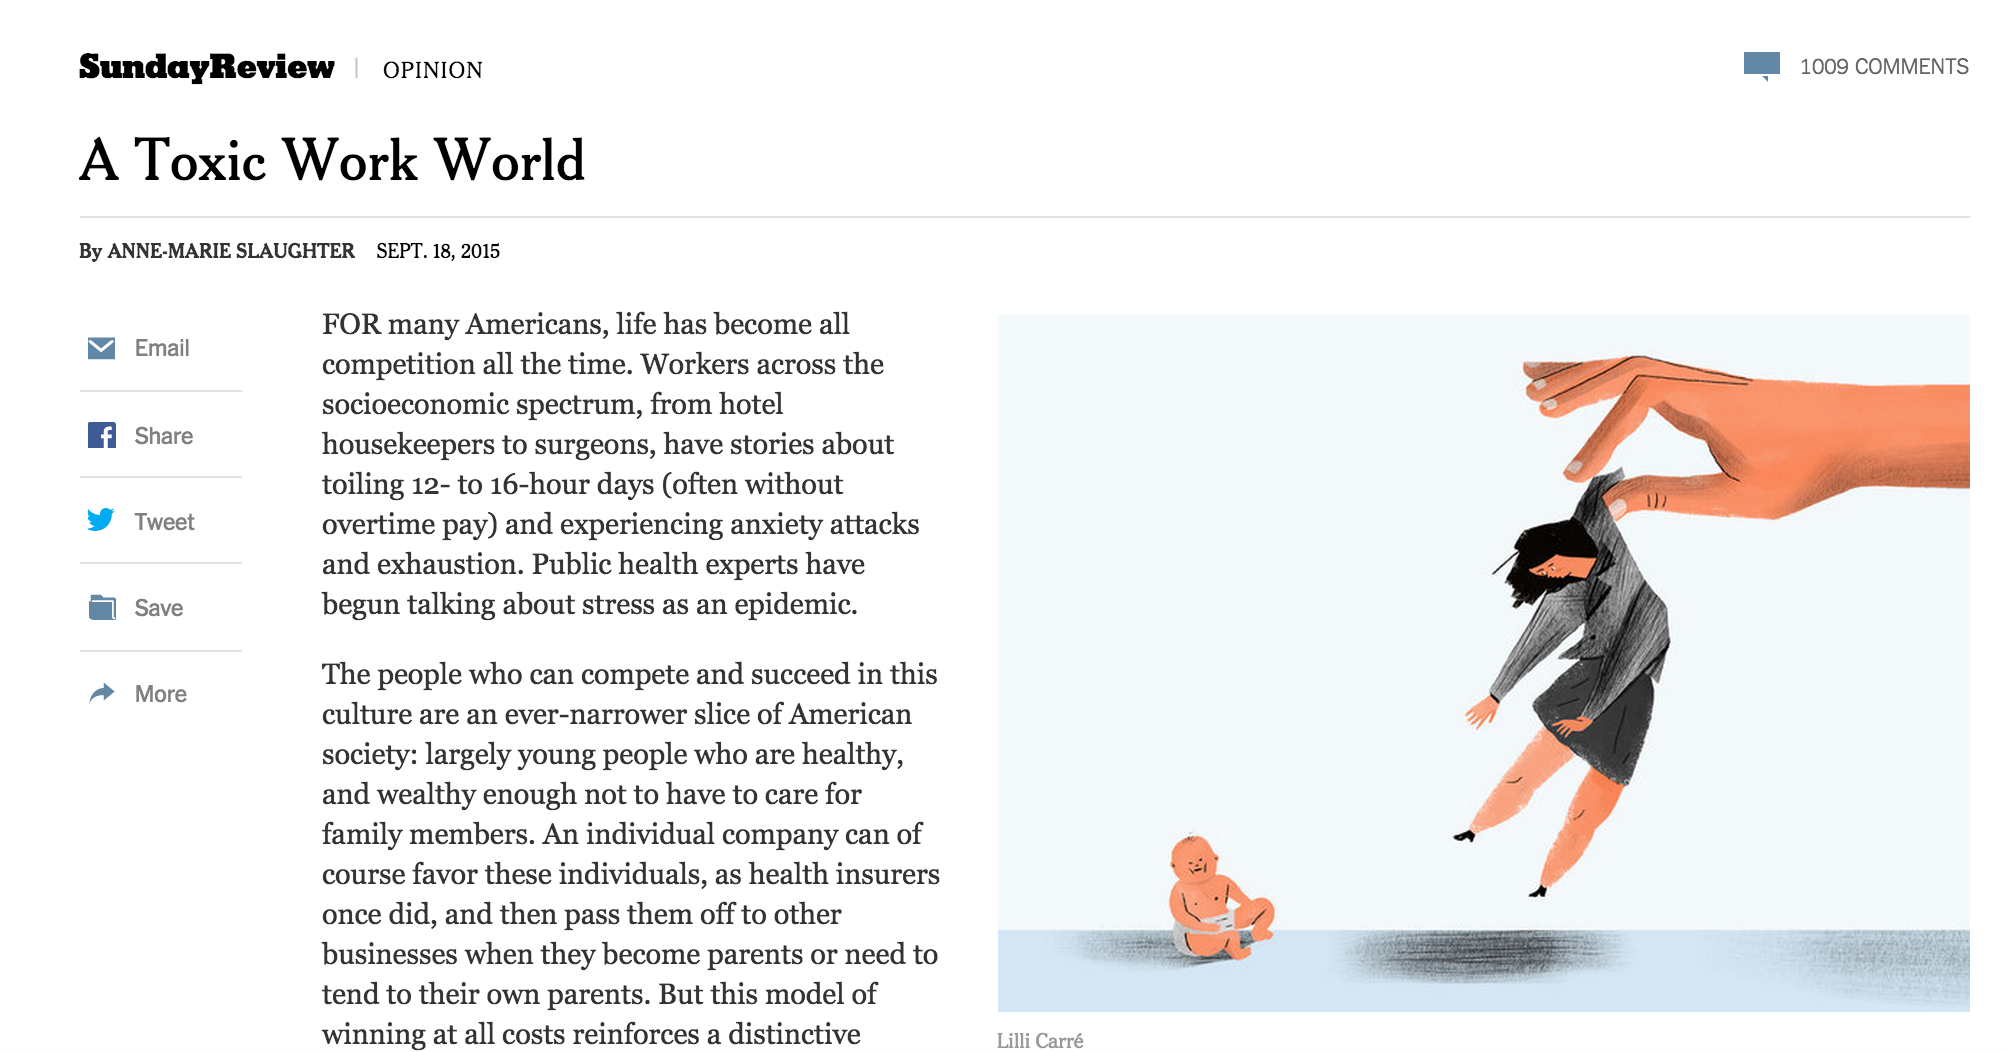 SundayReview | OPINION
1009 COMMENTS
A Toxic Work World
By ANNE-MARIE SLAUGHTER SEPT. 18, 2015
Email
Share
Tweet
Save
More
FOR many Americans, life has become all
competition all the time. Workers across the
socioeconomic spectrum, from hotel
housekeepers to surgeons, have stories about
toiling 12- to 16-hour days (often without
overtime pay) and experiencing anxiety attacks
and exhaustion. Public health experts have
begun talking about stress as an epidemic.
The people who can compete and succeed in this
culture are an ever-narrower slice of American
society: largely young people who are healthy,
and wealthy enough not to have to care for
family members. An individual company can of
course favor these individuals, as health insurers
once did, and then pass them off to other
businesses when they become parents or need to
tend to their own parents. But this model of
winning at all costs reinforces a distinctive
Lilli Carré